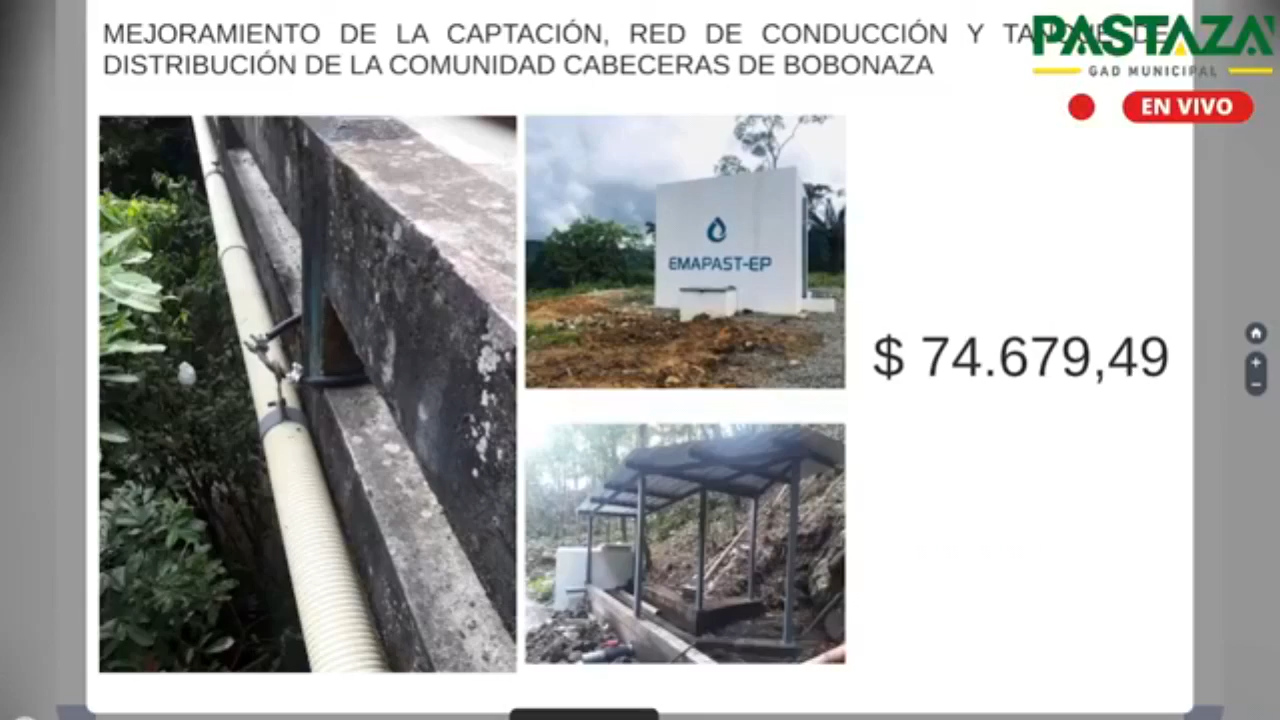 MEJORAMIENTO DE LA CAPTACIÓN, RED DE CONDUCCIÓN Y
DISTRIBUCIÓN DE LA COMUNIDAD CABECERAS DE BOBONAZA
PASTAZA
GAD MUNICIPAL
EN VIVO
EMAPAST-EP
$ 74.679,49